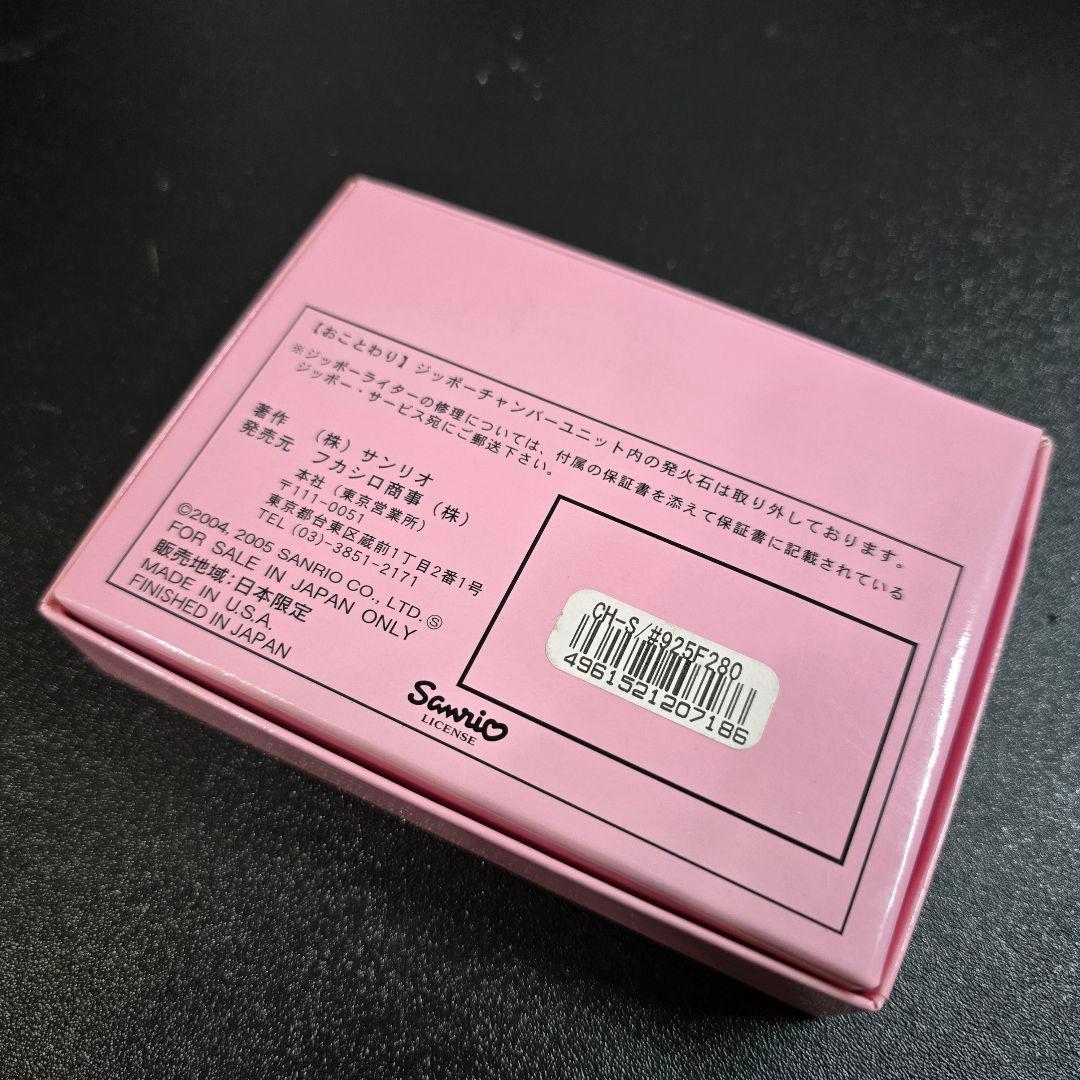 【おことわり】ジッポーチャンバーユニット内の発火石は取り外しております。
※ジッポーライターの修理については、付属の保証書を添えて保証書に記載されている
ジッポー・サービス宛にご郵送下さい。
著作 (株)サンリオ
発売元 フカシロ商事(株)
本社(東京営業所)
〒111-0051
東京都台東区蔵前1丁目2番1号
TEL (03)-3851-2171
©2004, 2005 SANRIO CO., LTD. Ⓢ
FOR SALE IN JAPAN ONLY
販売地域:日本限定
MADE IN U.S.A.
FINISHED IN JAPAN
Sanrio
LICENSE
CH-S/#925F280
4961521207186